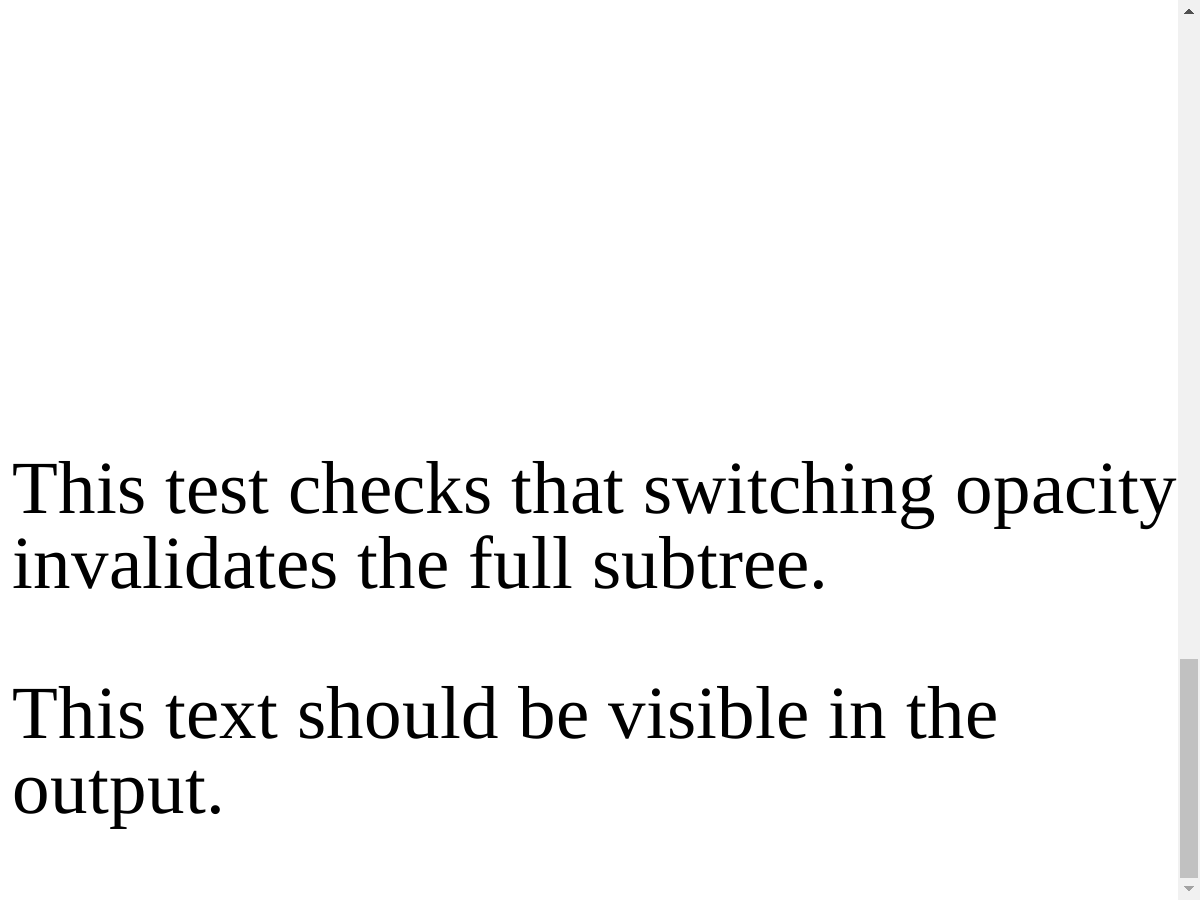 This test checks that switching opacity
invalidates the full subtree.
This text should be visible in the
output.